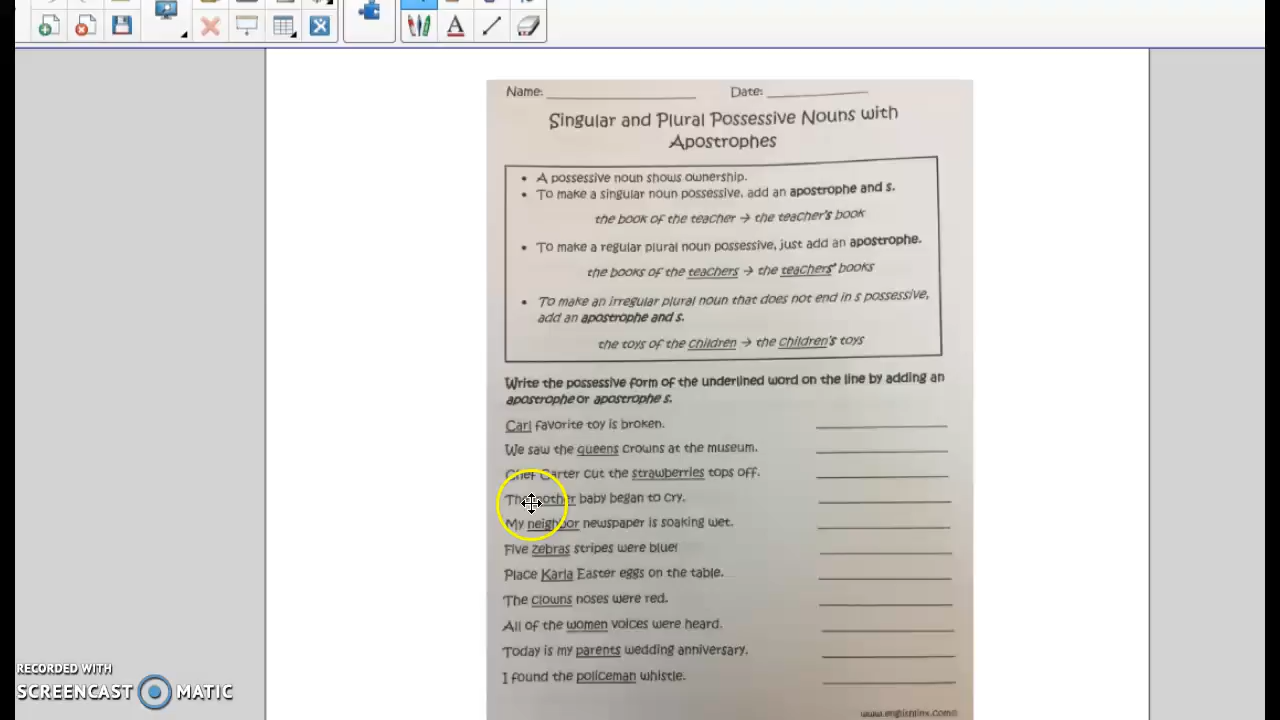 Name: Date:
Singular and Plural Possessive Nouns with
Apostrophes
• A possessive noun shows ownership.
• To make a singular noun possessive, add an apostrophe and s.
the book of the teacher → the teacher's book
• To make a regular plural noun possessive, just add an apostrophe.
the books of the teachers → the teachers' books
• To make an irregular plural noun that does not end in s possessive,
add an apostrophe and s.
the toys of the children → the children's toys
Write the possessive form of the underlined word on the line by adding an
apostrophe or apostrophe s.
Carl favorite toy is broken.
We saw the queens crowns at the museum.
Chef Carter cut the strawberries tops off.
The mother baby began to cry.
My neighbor newspaper is soaking wet.
Five zebras stripes were blue!
Place Karla Easter eggs on the table.
The clowns noses were red.
All of the women voices were heard.
Today is my parents wedding anniversary.
I found the policeman whistle.
www.englishlinx.com©
RECORDED WITH
SCREENCAST MATIC